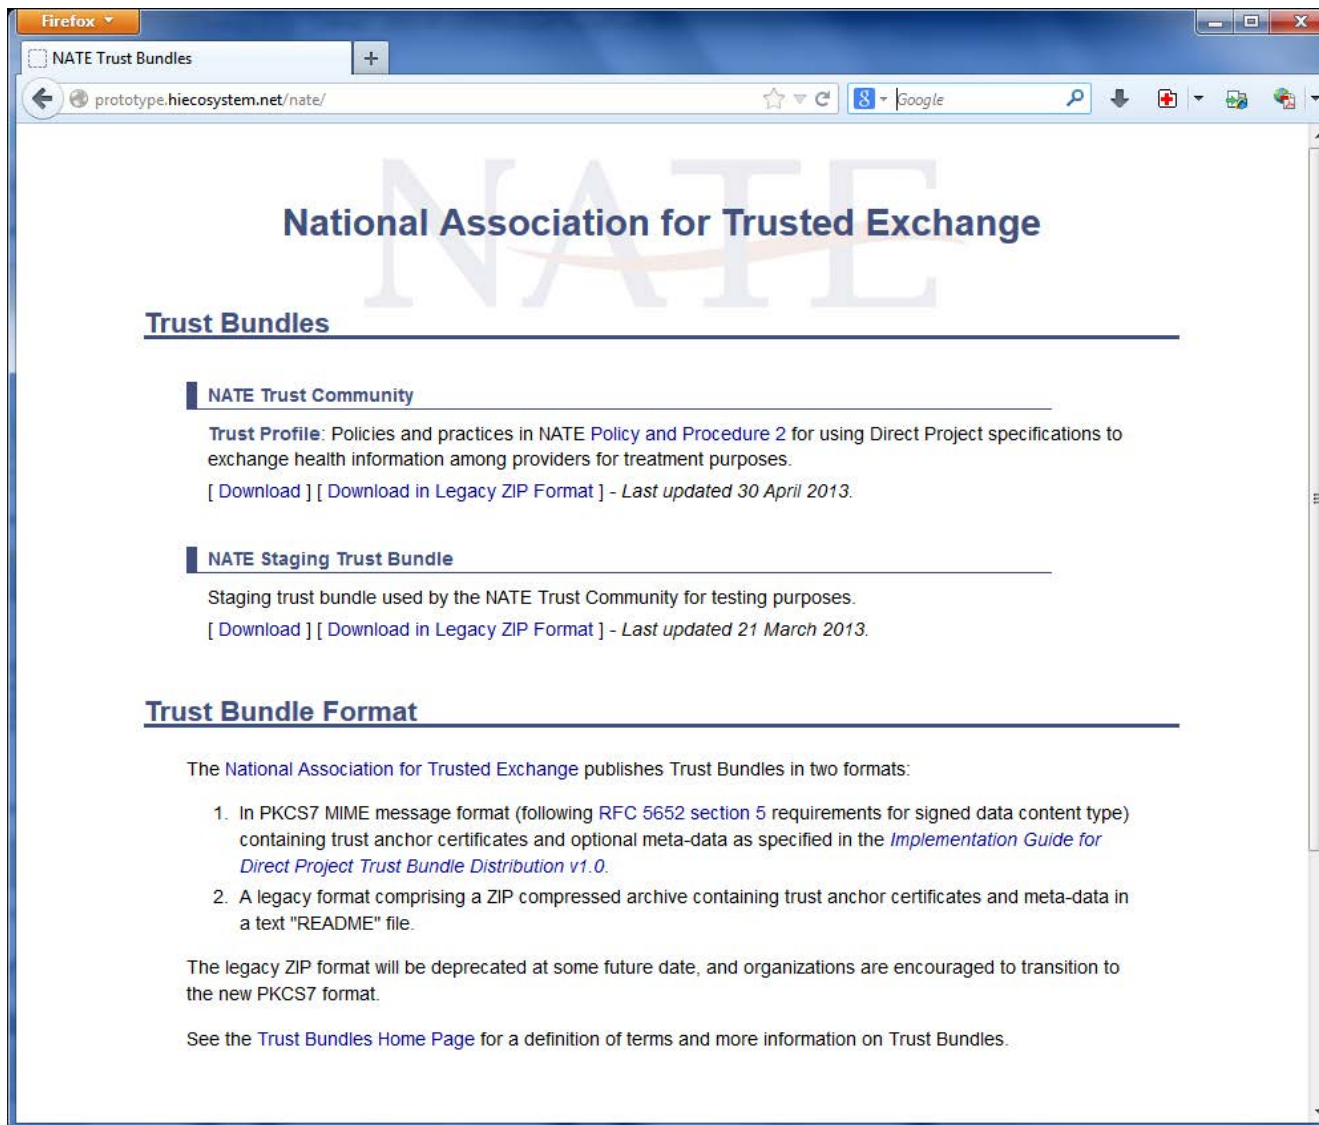 Firefox
NATE Trust Bundles
+
prototype.hiecosystem.net/nate/
8
Google
NATE
National Association for Trusted Exchange
Trust Bundles
NATE Trust Community
Trust Profile: Policies and practices in NATE Policy and Procedure 2 for using Direct Project specifications to
exchange health information among providers for treatment purposes.
[ Download ] [ Download in Legacy ZIP Format ] - Last updated 30 April 2013.
NATE Staging Trust Bundle
Staging trust bundle used by the NATE Trust Community for testing purposes.
[ Download ] [ Download in Legacy ZIP Format ] - Last updated 21 March 2013.
Trust Bundle Format
The National Association for Trusted Exchange publishes Trust Bundles in two formats:
1. In PKCS7 MIME message format (following RFC 5652 section 5 requirements for signed data content type)
containing trust anchor certificates and optional meta-data as specified in the Implementation Guide for
Direct Project Trust Bundle Distribution v1.0.
2. A legacy format comprising a ZIP compressed archive containing trust anchor certificates and meta-data in
a text "README" file.
The legacy ZIP format will be deprecated at some future date, and organizations are encouraged to transition to
the new PKCS7 format.
See the Trust Bundles Home Page for a definition of terms and more information on Trust Bundles.